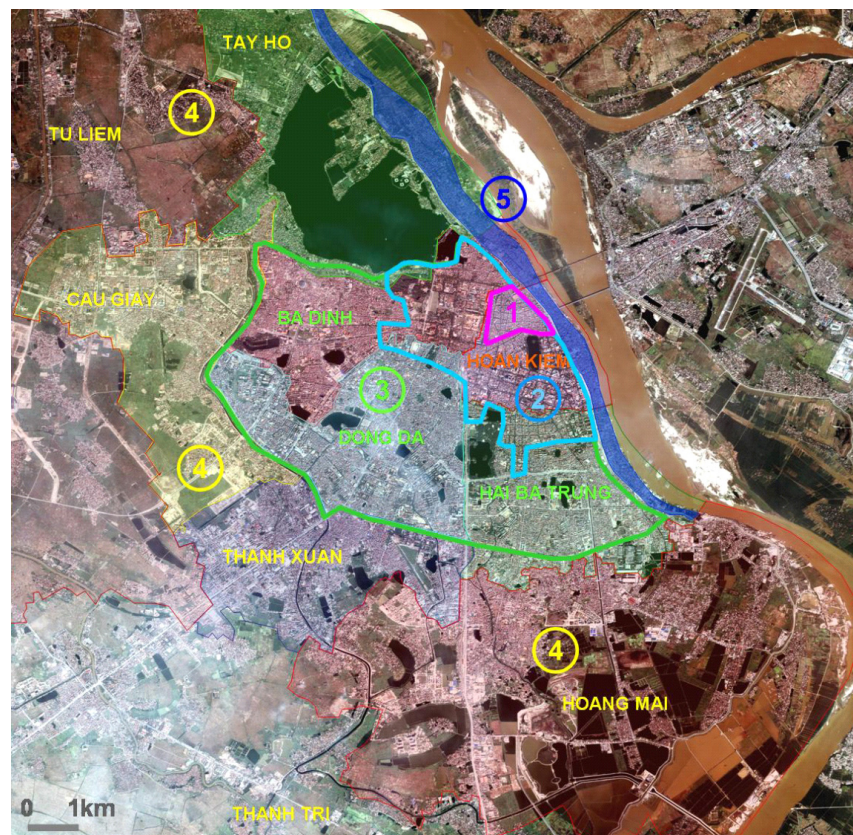 TAY HO
4
TU LIEM
5
CAU GIAY
1
BA DINH
HOAN KIEM
3
2
DONG DA
4
HAI BA TRUNG
THANH XUAN
4
HOANG MAI
0 1km
THANH TRI